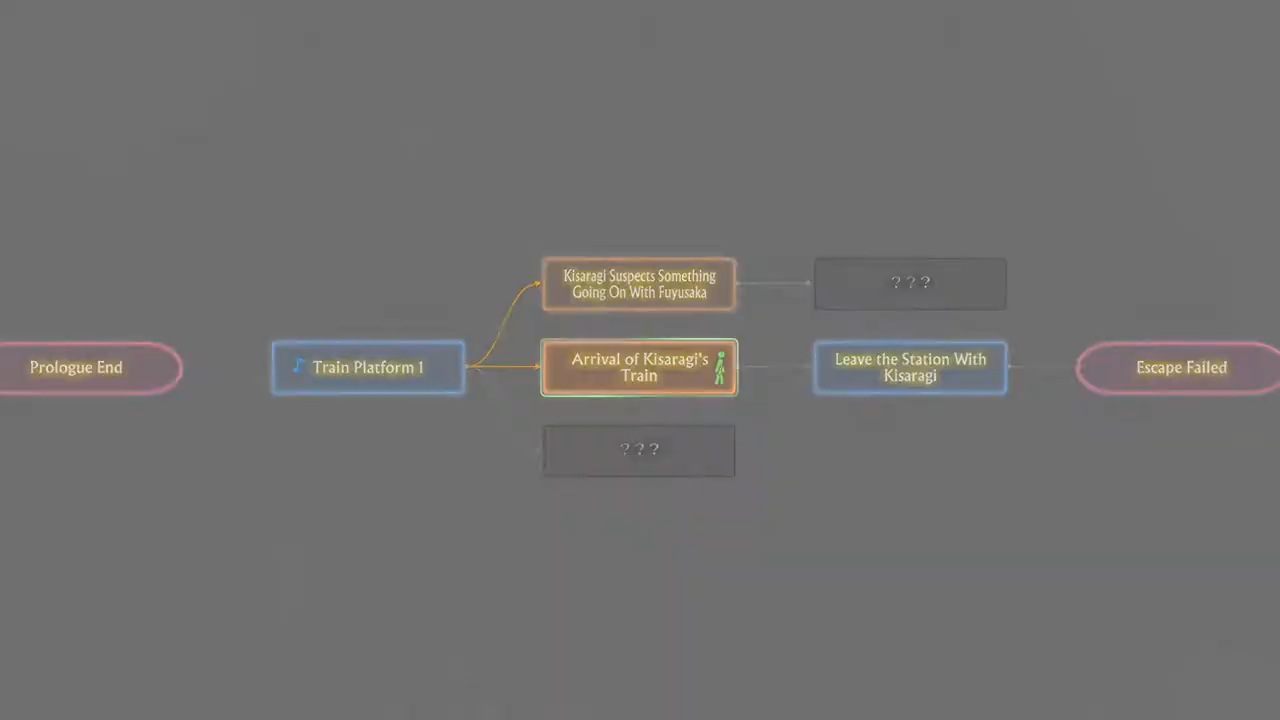 Kisaragi Suspects Something
Going On With Fuyusaka
? ? ?
Prologue End
Train Platform 1
Arrival of Kisaragi's
Train
Leave the Station With
Kisaragi
Escape Failed
? ? ?